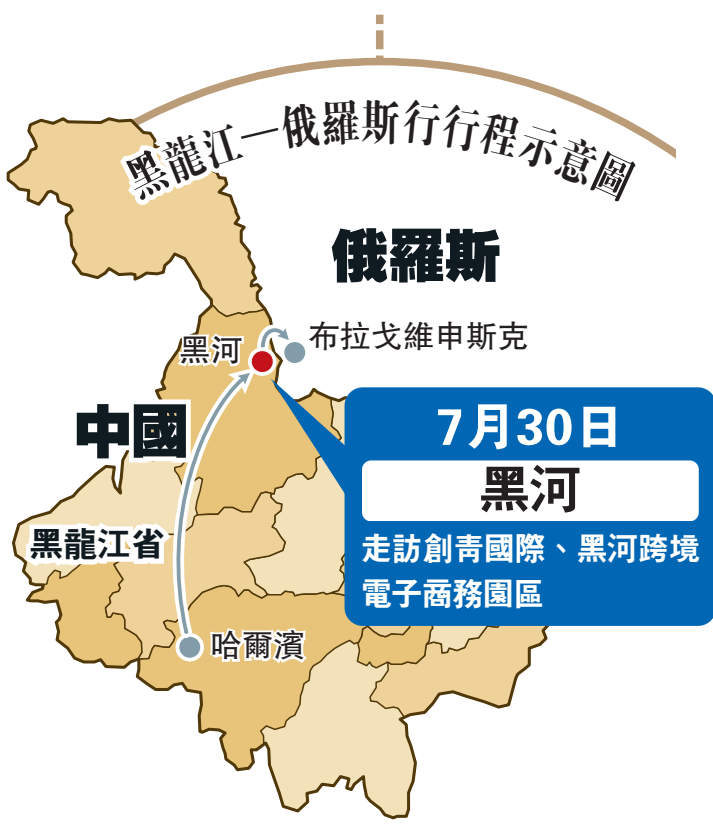 黑龍江—俄羅斯行行程示意圖
俄羅斯
布拉戈維申斯克
黑河
中國
7月30日
黑河
走訪創青國際、黑河跨境
電子商務園區
黑龍江省
哈爾濱